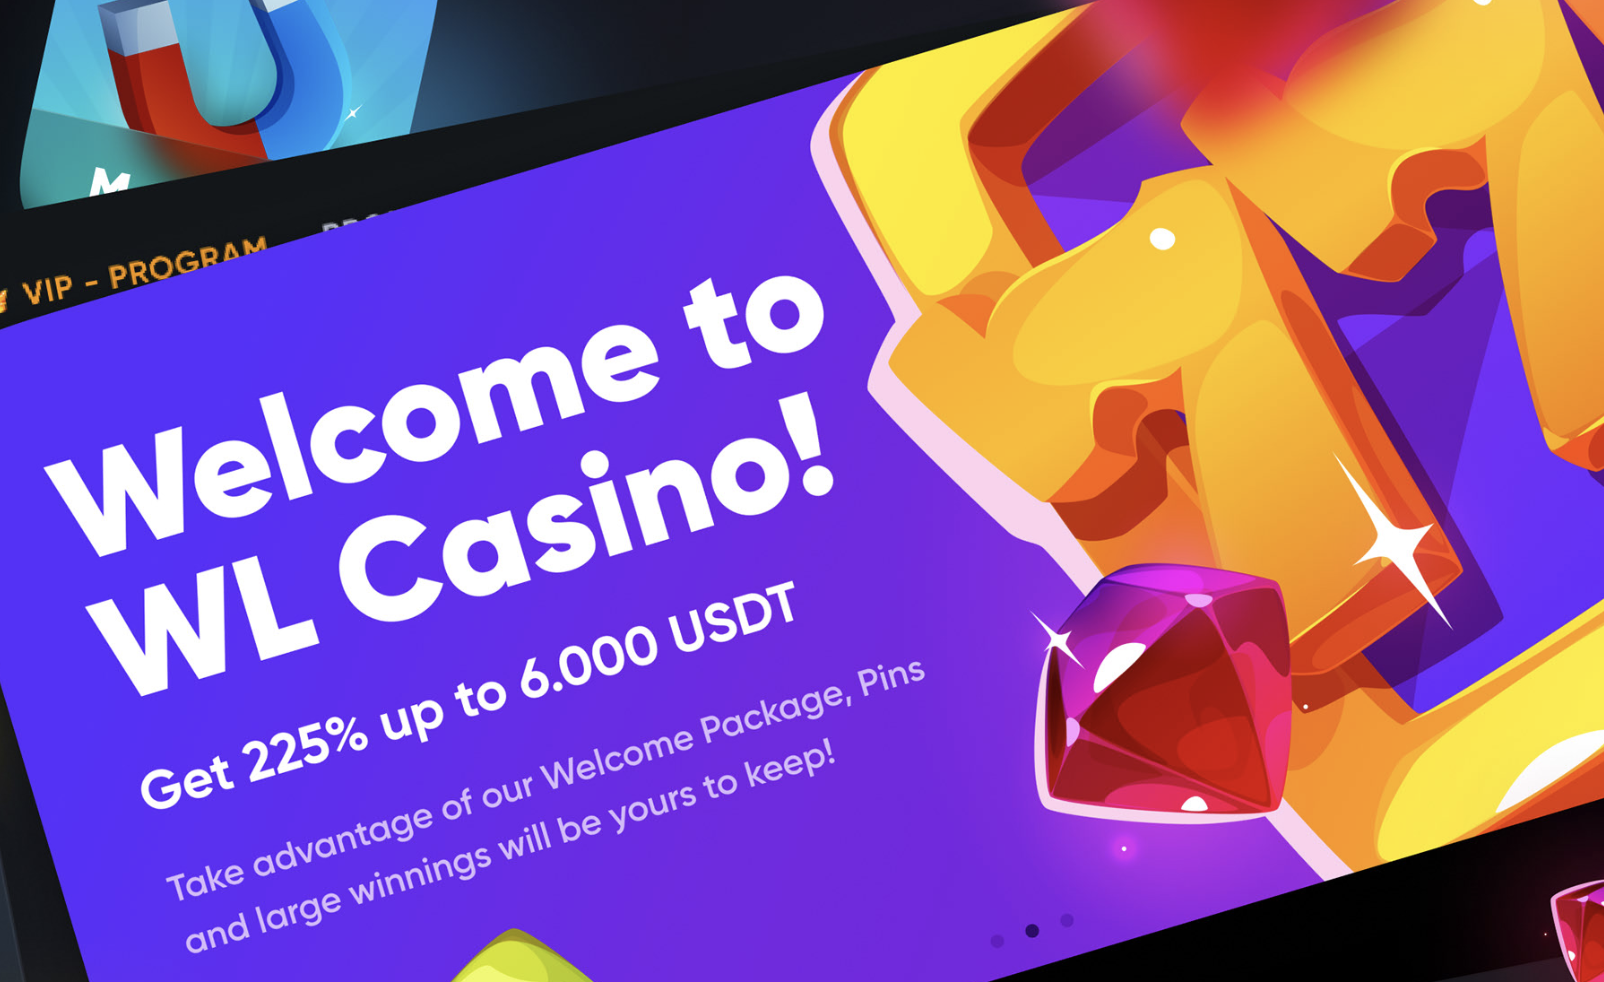 VIP - PROGRAM
Welcome to
WL Casino!
Get 225% up to 6.000 USDT
Take advantage of our Welcome Package, Pins
and large winnings will be yours to keep!